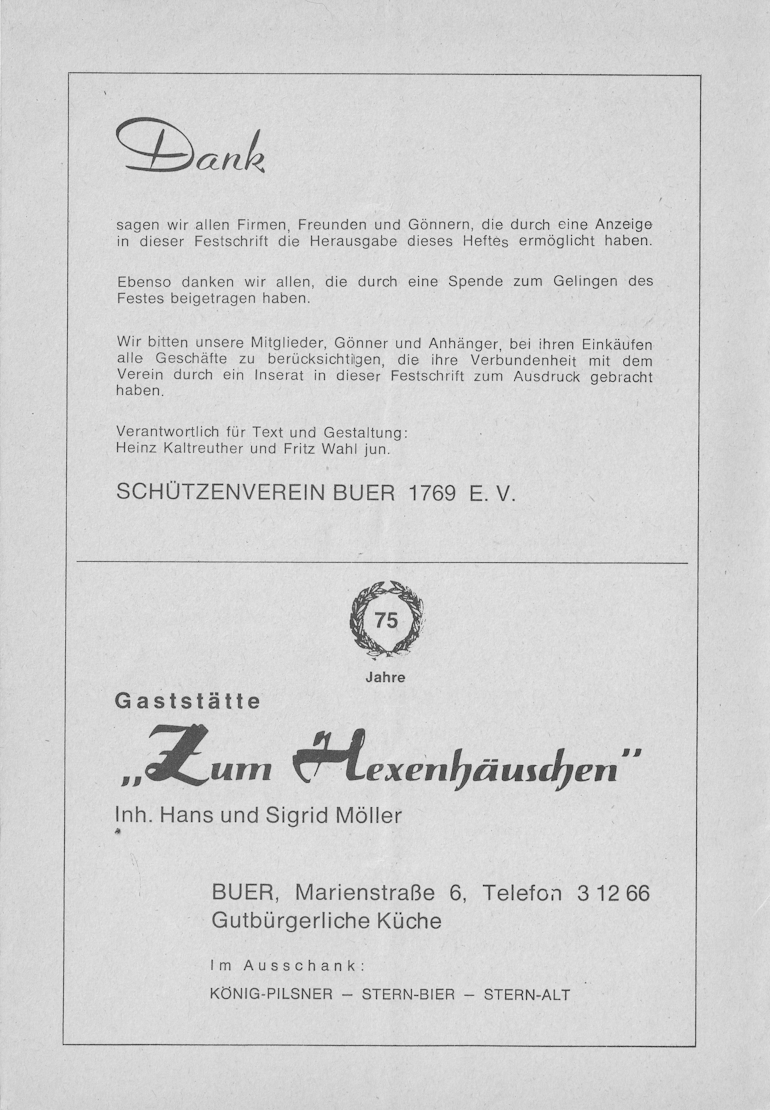 Dank
sagen wir allen Firmen, Freunden und Gönnern, die durch eine Anzeige
in dieser Festschrift die Herausgabe dieses Heftes ermöglicht haben.
Ebenso danken wir allen, die durch eine Spende zum Gelingen des
Festes beigetragen haben.
Wir bitten unsere Mitglieder, Gönner und Anhänger, bei ihren Einkäufen
alle Geschäfte zu berücksichtigen, die ihre Verbundenheit mit dem
Verein durch ein Inserat in dieser Festschrift zum Ausdruck gebracht
haben.
Verantwortlich für Text und Gestaltung:
Heinz Kaltreuther und Fritz Wahl jun.
SCHÜTZENVEREIN BUER 1769 E. V.
75
Jahre
Gaststätte
„Zum Hexenhäuschen”
Inh. Hans und Sigrid Möller
BUER, Marienstraße 6, Telefon 3 12 66
Gutbürgerliche Küche
Im Ausschank:
KÖNIG-PILSNER — STERN-BIER — STERN-ALT